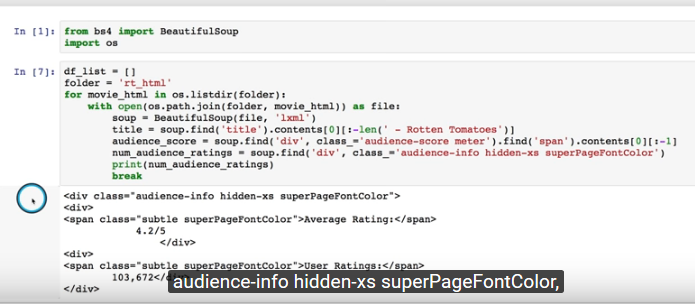 In [1]: from bs4 import BeautifulSoup
import os
In [7]: df_list = []
folder = 'rt_html'
for movie_html in os.listdir(folder):
with open(os.path.join(folder, movie_html)) as file:
soup = BeautifulSoup(file, 'lxml')
title = soup.find('title').contents[0][:-len(' - Rotten Tomatoes')]
audience_score = soup.find('div', class_='audience-score meter').find('span').contents[0][:-1]
num_audience_ratings = soup.find('div', class_='audience-info hidden-xs superPageFontColor')
print(num_audience_ratings)
break
<div class="audience-info hidden-xs superPageFontColor">
<div>
<span class="subtle superPageFontColor">Average Rating:</span>
4.2/5
</div>
<div>
<span class="subtle superPageFontColor">User Ratings:</span>
103,672</
</div>
audience-info hidden-xs superPageFontColor,